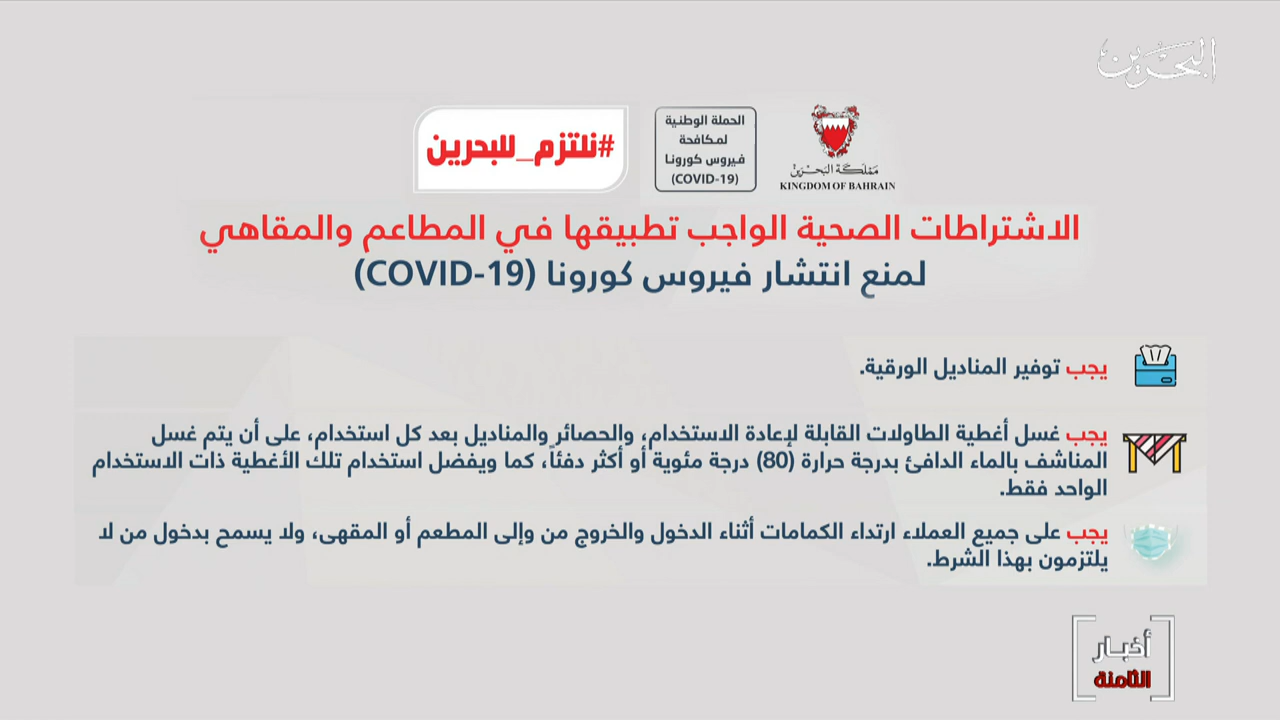 البحرين
مملكة البحرين
KINGDOM OF BAHRAIN
الحملة الوطنية
لمكافحة
فيروس كورونا
(COVID-19)
#نلتزم_للبحرين
الاشتراطات الصحية الواجب تطبيقها في المطاعم والمقاهي
لمنع انتشار فيروس كورونا (COVID-19)
يجب توفير المناديل الورقية.
يجب غسل أغطية الطاولات القابلة لإعادة الاستخدام، والحصائر والمناديل بعد كل استخدام، على أن يتم غسل
المناشف بالماء الدافئ بدرجة حرارة (80) درجة مئوية أو أكثر دفئاً، كما ويفضل استخدام تلك الأغطية ذات الاستخدام
الواحد فقط.
يجب على جميع العملاء ارتداء الكمامات أثناء الدخول والخروج من وإلى المطعم أو المقهى، ولا يسمح بدخول من لا
يلتزمون بهذا الشرط.
أخبار
الثامنة